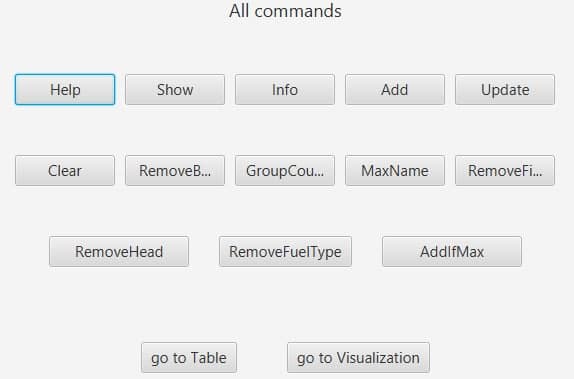 All commands
Help Show Info Add Update
Clear RemoveB... GroupCou... MaxName RemoveFi...
RemoveHead RemoveFuelType AddIfMax
go to Table go to Visualization